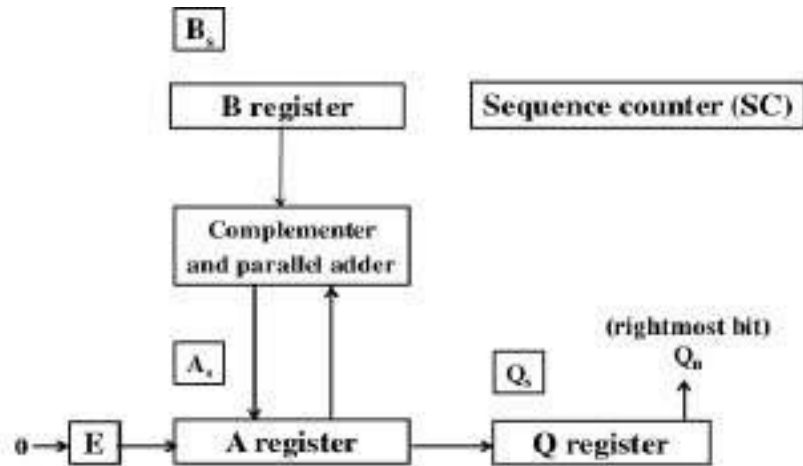 Bs
B register
Sequence counter (SC)
Complementer
and parallel adder
(rightmost bit)
Qn
As
Qs
0
E
A register
Q register